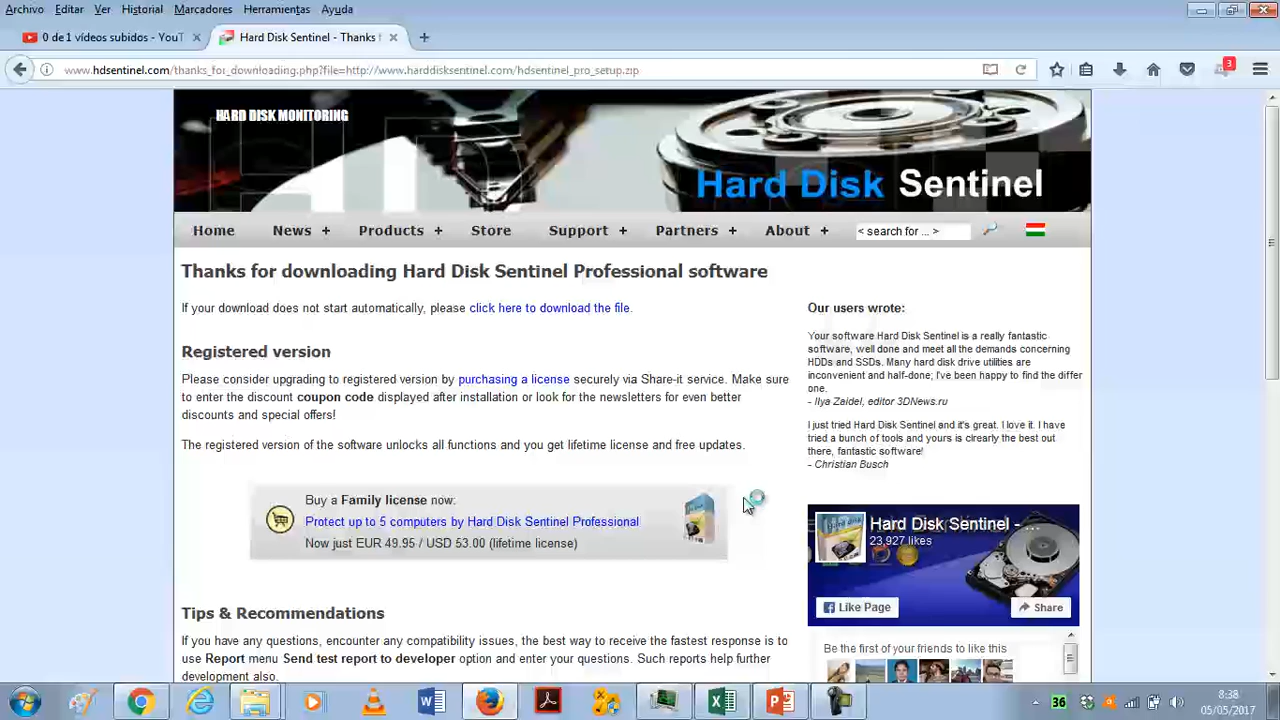 Archivo Editar Ver Historial Marcadores Herramientas Ayuda
0 de 1 vídeos subidos - YouT
Hard Disk Sentinel - Thanks f
www.hdsentinel.com/thanks_for_downloading.php?file=http://www.harddisksentinel.com/hdsentinel_pro_setup.zip
3
HARD DISK MONITORING
Hard Disk Sentinel
Home News + Products + Store Support + Partners + About + < search for ... >
Thanks for downloading Hard Disk Sentinel Professional software
If your download does not start automatically, please click here to download the file.
Registered version
Please consider upgrading to registered version by purchasing a license securely via Share-it service. Make sure
to enter the discount coupon code displayed after installation or look for the newsletters for even better
discounts and special offers!
The registered version of the software unlocks all functions and you get lifetime license and free updates.
Buy a Family license now:
Protect up to 5 computers by Hard Disk Sentinel Professional
Now just EUR 49.95 / USD 53.00 (lifetime license)
Tips & Recommendations
If you have any questions, encounter any compatibility issues, the best way to receive the fastest response is to
use Report menu Send test report to developer option and enter your questions. Such reports help further
development also.
Our users wrote:
Your software Hard Disk Sentinel is a really fantastic
software, well done and meet all the demands concerning
HDDs and SSDs. Many hard disk drive utilities are
inconvenient and half-done; I've been happy to find the differ
one.
- Ilya Zaidel, editor 3DNews.ru
I just tried Hard Disk Sentinel and it's great. I love it. I have
tried a bunch of tools and yours is clrearly the best out
there, fantastic software!
- Christian Busch
Hard Disk Sentinel - ...
23,927 likes
Like Page
Share
Be the first of your friends to like this
36
8:38
05/05/2017